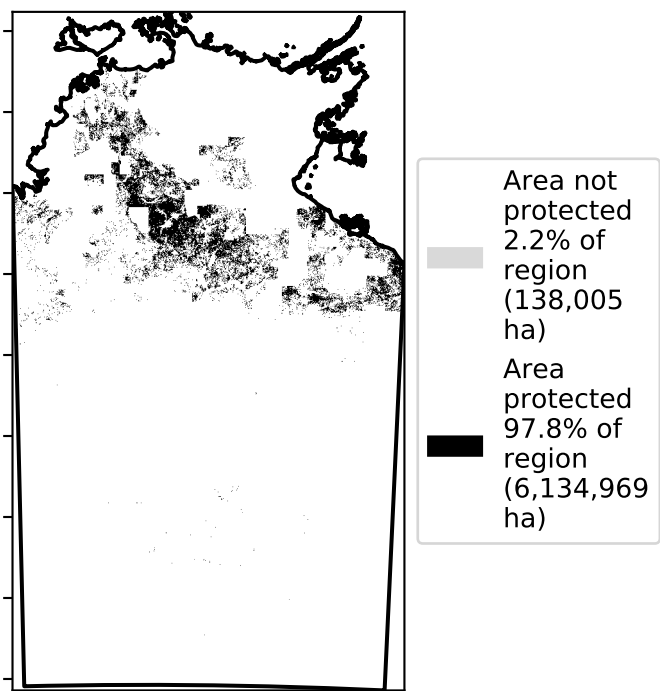 Area not
protected
2.2% of
region
(138,005
ha)
Area
protected
97.8% of
region
(6,134,969
ha)